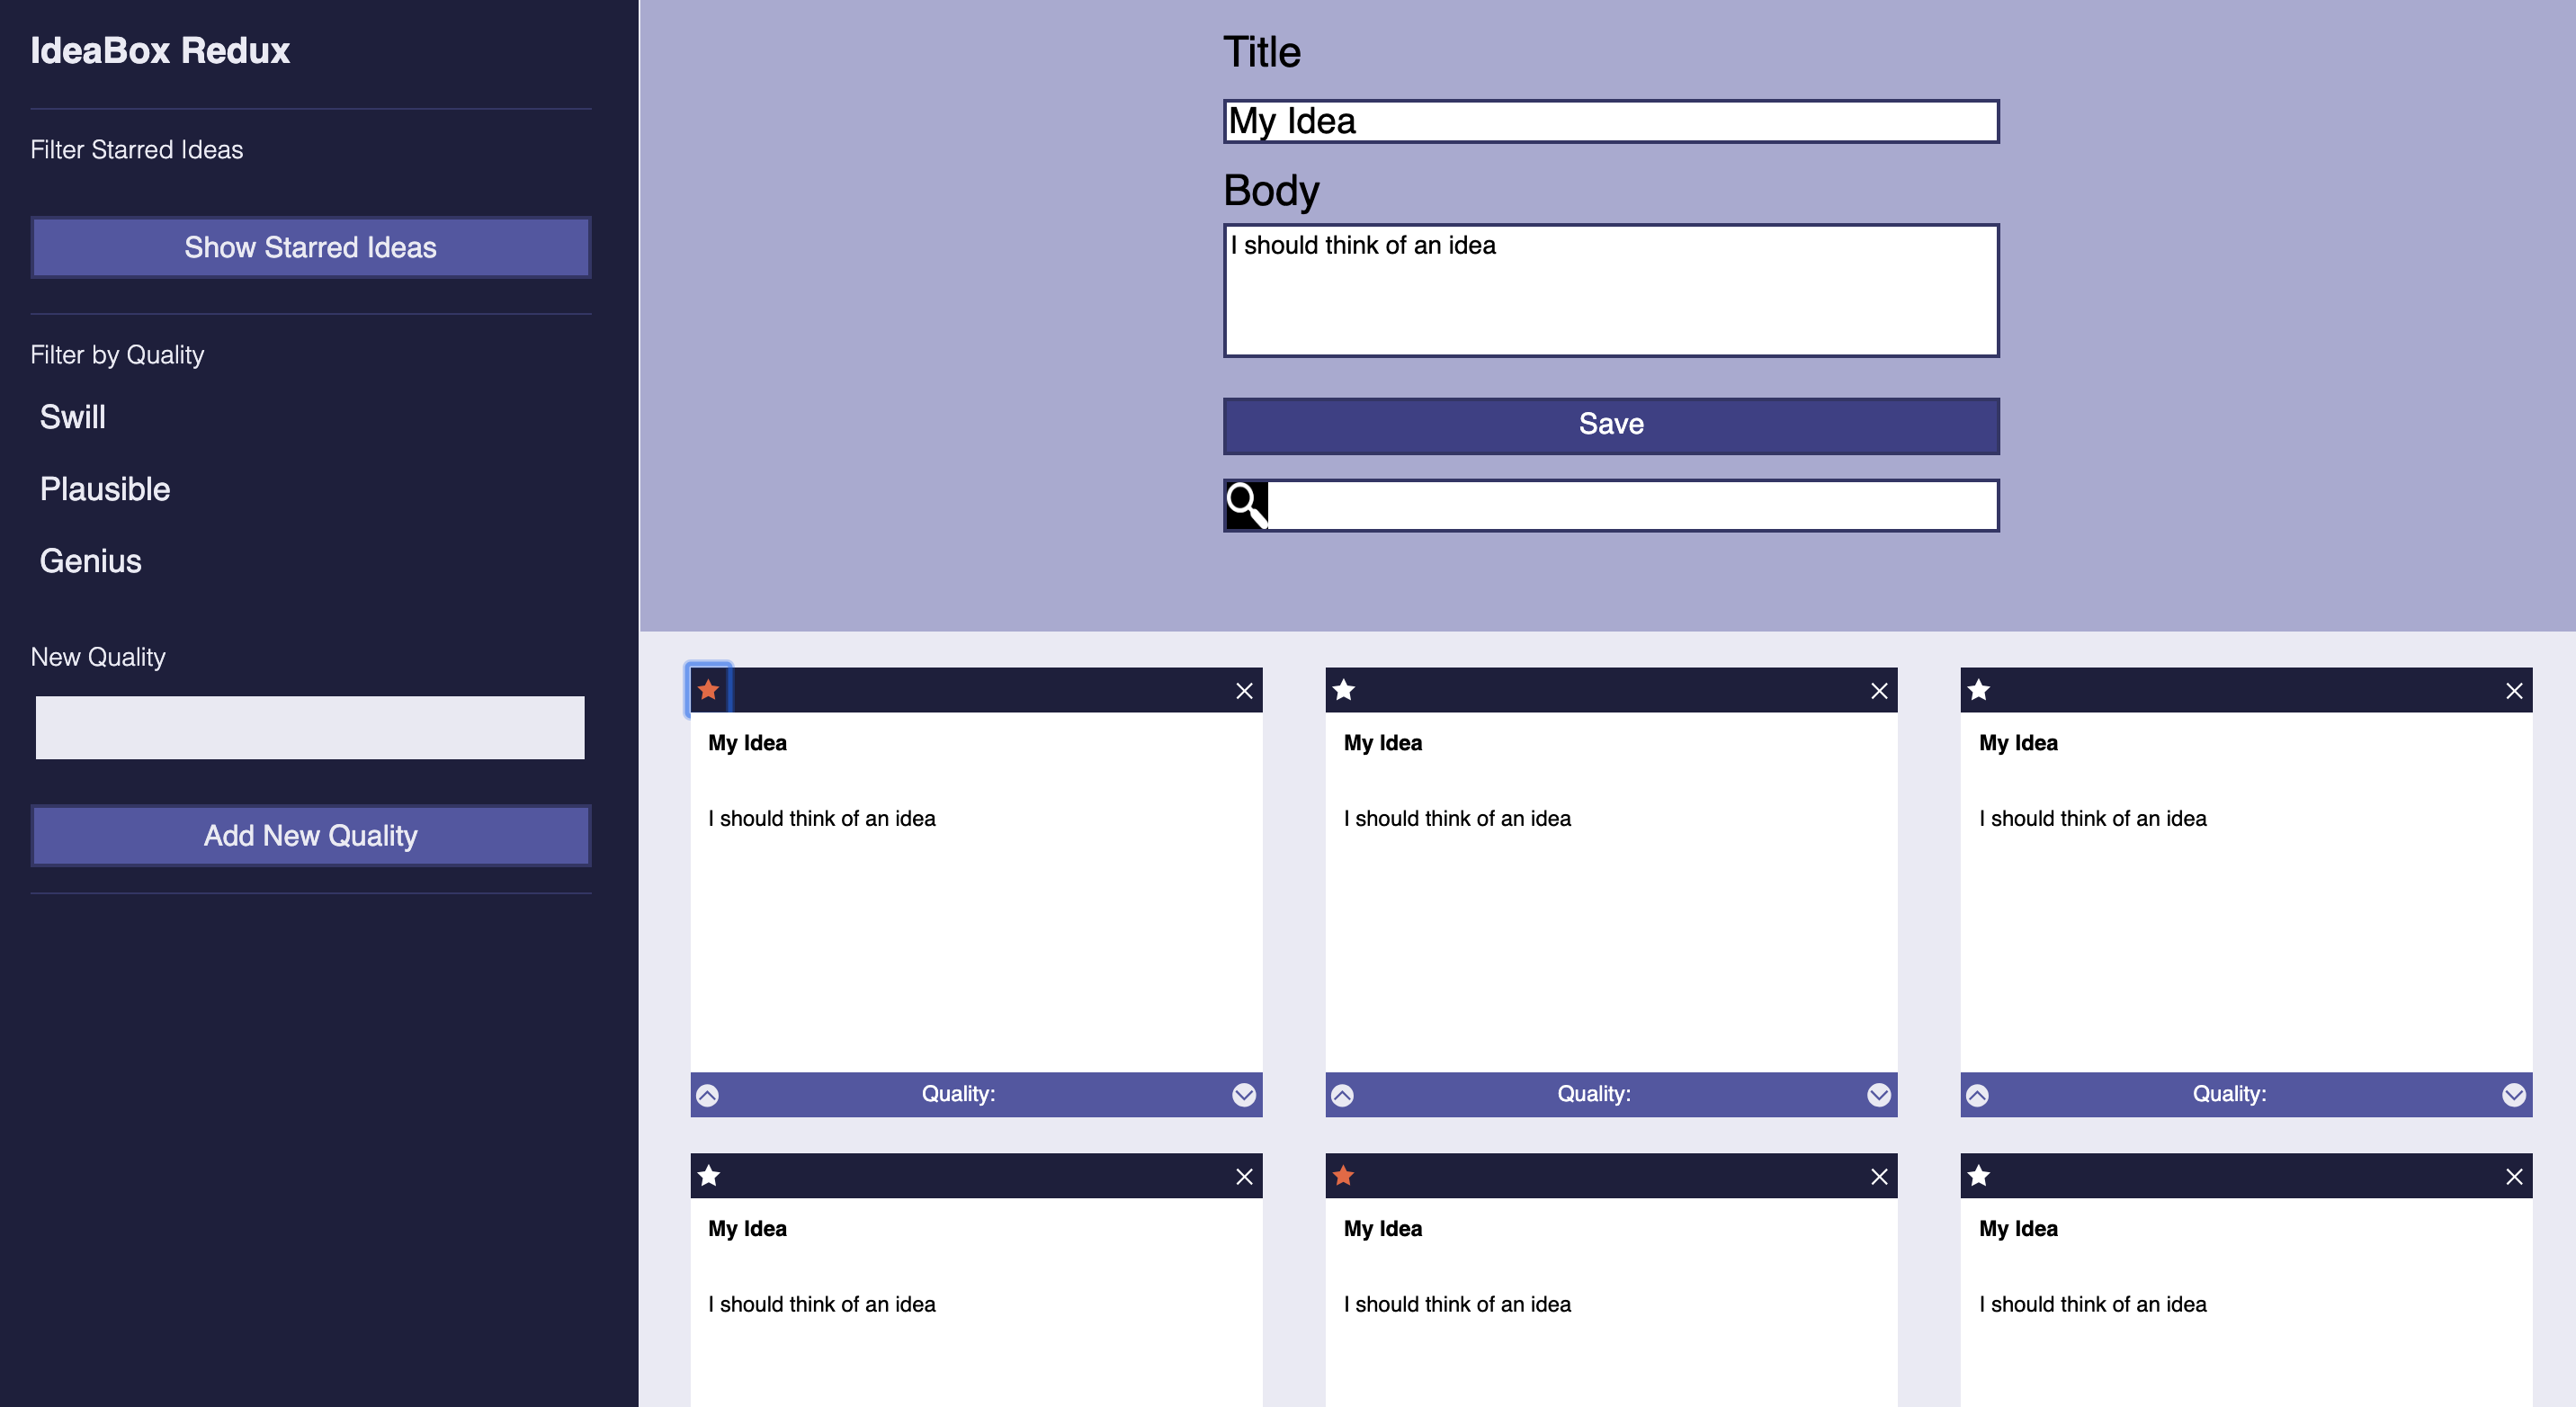 IdeaBox Redux
Filter Starred Ideas
Show Starred Ideas
Filter by Quality
Swill
Plausible
Genius
New Quality
Add New Quality
Title
My Idea
Body
I should think of an idea
Save
My Idea
I should think of an idea
Quality:
My Idea
I should think of an idea
Quality:
My Idea
I should think of an idea
Quality:
My Idea
I should think of an idea
My Idea
I should think of an idea
My Idea
I should think of an idea